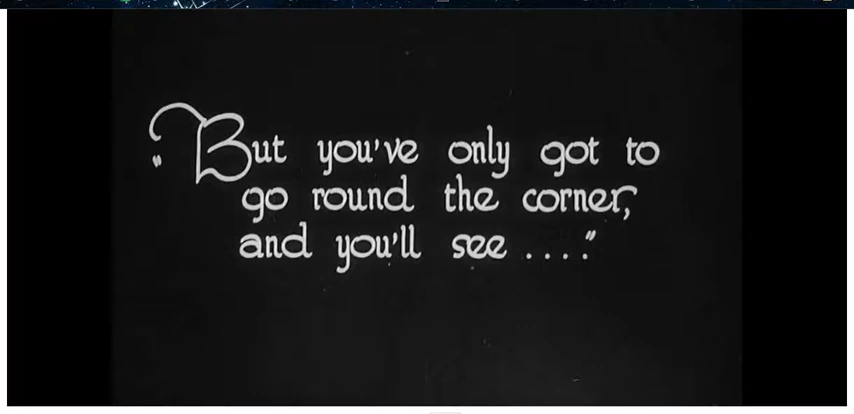 "But you've only got to
go round the corner,
and you'll see ...."